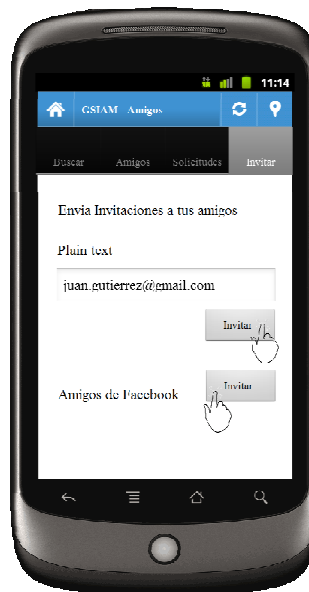 11:14
GSIAM Amigos
Buscar Amigos Solicitudes Invitar
Envia Invitaciones a tus amigos
Plain text
juan.gutierrez@gmail.com
Invitar
Amigos de Facebook Invitar